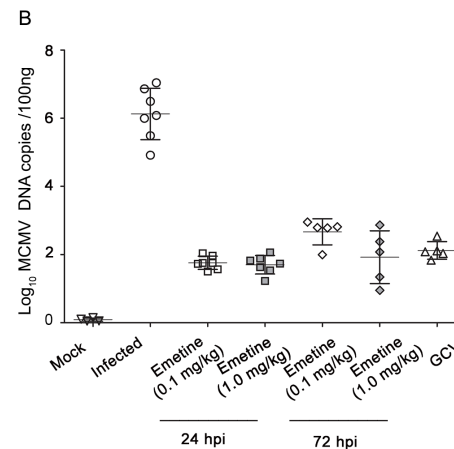 B
Log10 MCMV DNA copies /100ng
8
6
4
2
0
Mock
Infected
Emetine
(0.1 mg/kg)
Emetine
(1.0 mg/kg)
Emetine
(0.1 mg/kg)
Emetine
(1.0 mg/kg)
GCV
24 hpi
72 hpi